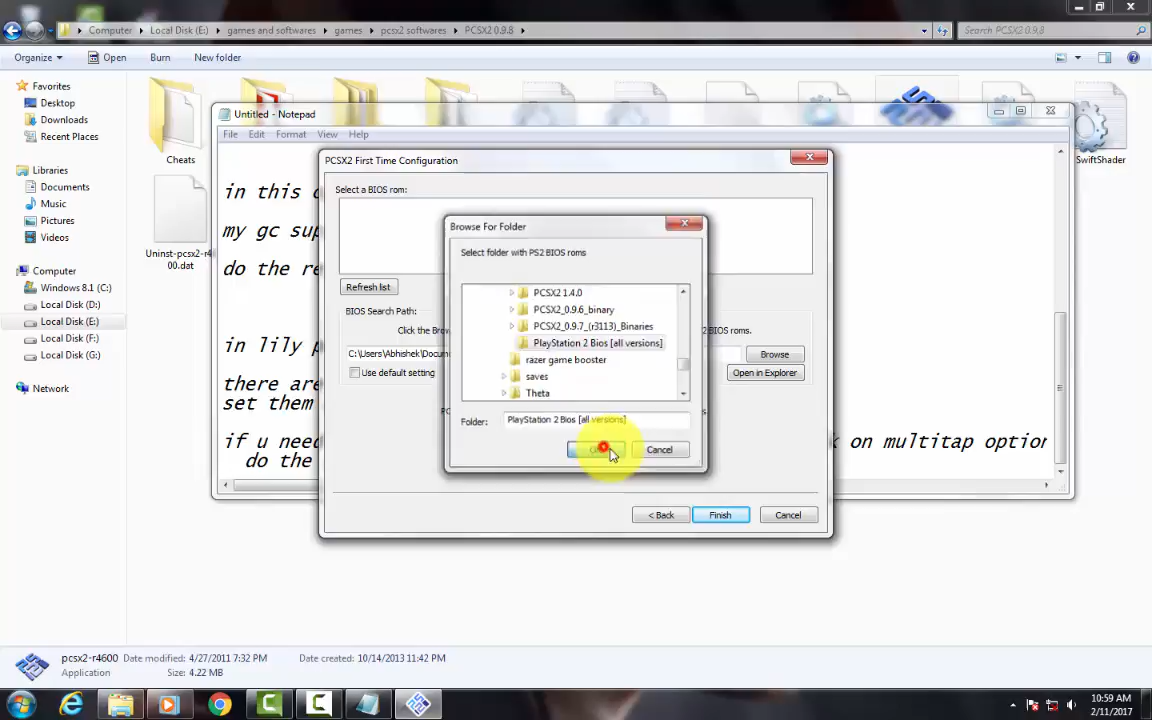 Computer
Local Disk (E:)
games and softwares
games
pcsx2 softwares
PCSX2 0.9.8
Search PCSX2 0.9.8
Organize
Open
Burn
New folder
Favorites
Desktop
Downloads
Recent Places
Libraries
Documents
Music
Pictures
Videos
Computer
Windows 8.1 (C:)
Local Disk (D:)
Local Disk (E:)
Local Disk (F:)
Local Disk (G:)
Network
Cheats
Uninst-pcsx2-r4
00.dat
SwiftShader
Untitled - Notepad
File Edit Format View Help
in this
my gc sup
do the re
in lily p
there are
set them
if u need
k on multitap option
do the
PCSX2 First Time Configuration
Select a BIOS rom:
Refresh list
BIOS Search Path:
Click the Brow
2 BIOS roms.
C:\Users\Abhishek\Docum
Browse
Use default setting
Open in Explorer
< Back
Finish
Cancel
Browse For Folder
Select folder with PS2 BIOS roms
PCSX2 1.4.0
PCSX2_0.9.6_binary
PCSX2_0.9.7_(r3113)_Binaries
PlayStation 2 Bios [all versions]
razer game booster
saves
Theta
Folder: PlayStation 2 Bios [all versions]
Cancel
pcsx2-r4600 Date modified: 4/27/2011 7:32 PM Date created: 10/14/2013 11:42 PM
Application Size: 4.22 MB
10:59 AM
2/11/2017